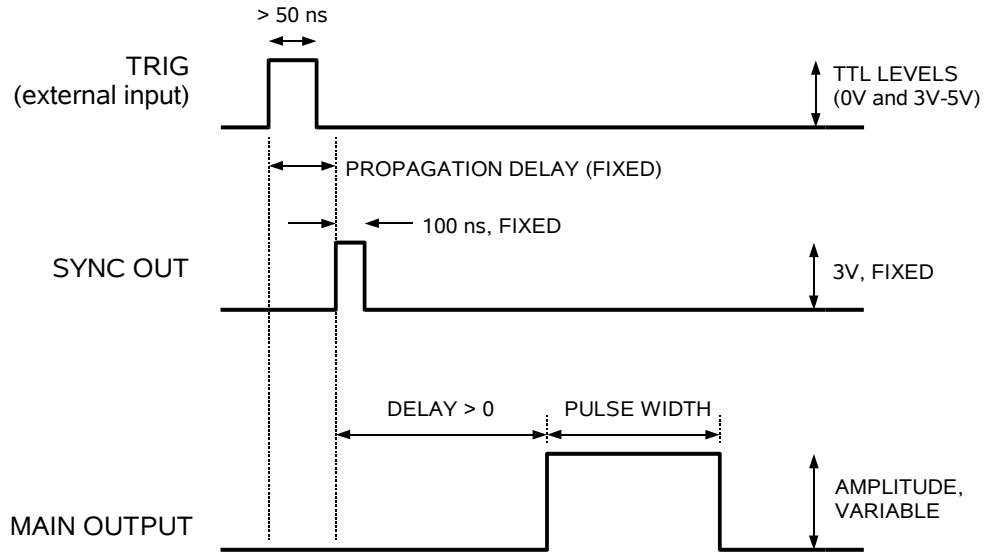 > 50 ns
TRIG
(external input)
TTL LEVELS
(0V and 3V-5V)
PROPAGATION DELAY (FIXED)
100 ns, FIXED
SYNC OUT
3V, FIXED
DELAY > 0
PULSE WIDTH
AMPLITUDE,
VARIABLE
MAIN OUTPUT